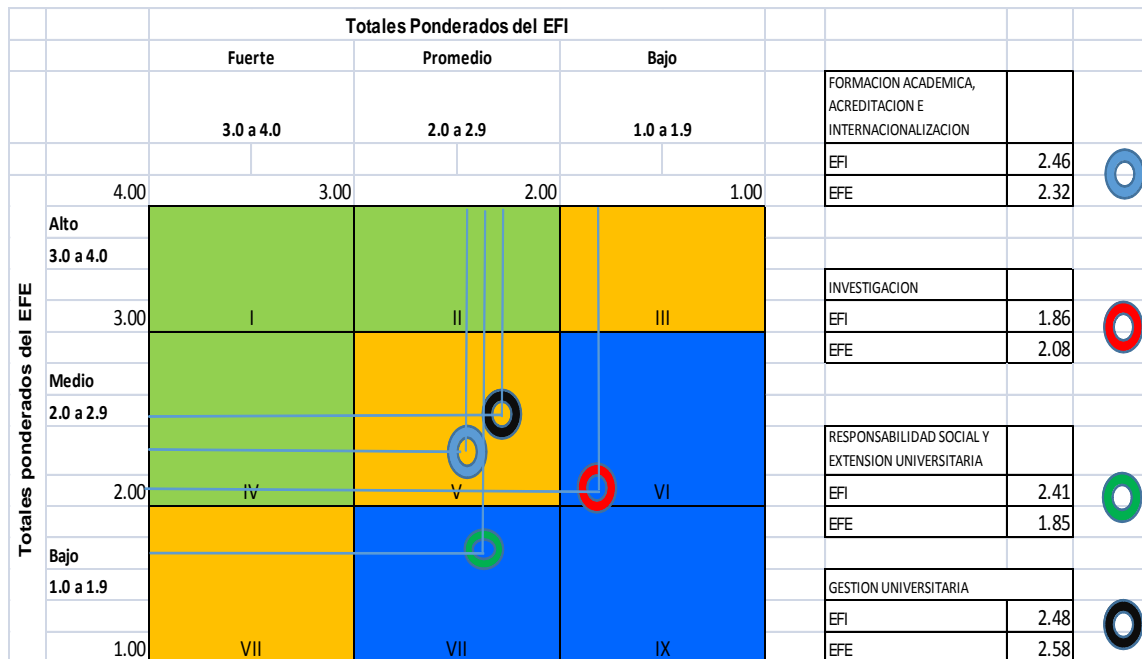 Totales Ponderados del EFI
Fuerte Promedio Bajo
3.0 a 4.0 2.0 a 2.9 1.0 a 1.9
4.00 3.00 2.00 1.00
Totales ponderados del EFE
Alto
3.0 a 4.0
3.00 I II III
Medio
2.0 a 2.9
2.00 IV V VI
Bajo
1.0 a 1.9
1.00 VII VII IX
FORMACION ACADEMICA,
ACREDITACION E
INTERNACIONALIZACION
EFI 2.46
EFE 2.32
INVESTIGACION
EFI 1.86
EFE 2.08
RESPONSABILIDAD SOCIAL Y
EXTENSION UNIVERSITARIA
EFI 2.41
EFE 1.85
GESTION UNIVERSITARIA
EFI 2.48
EFE 2.58